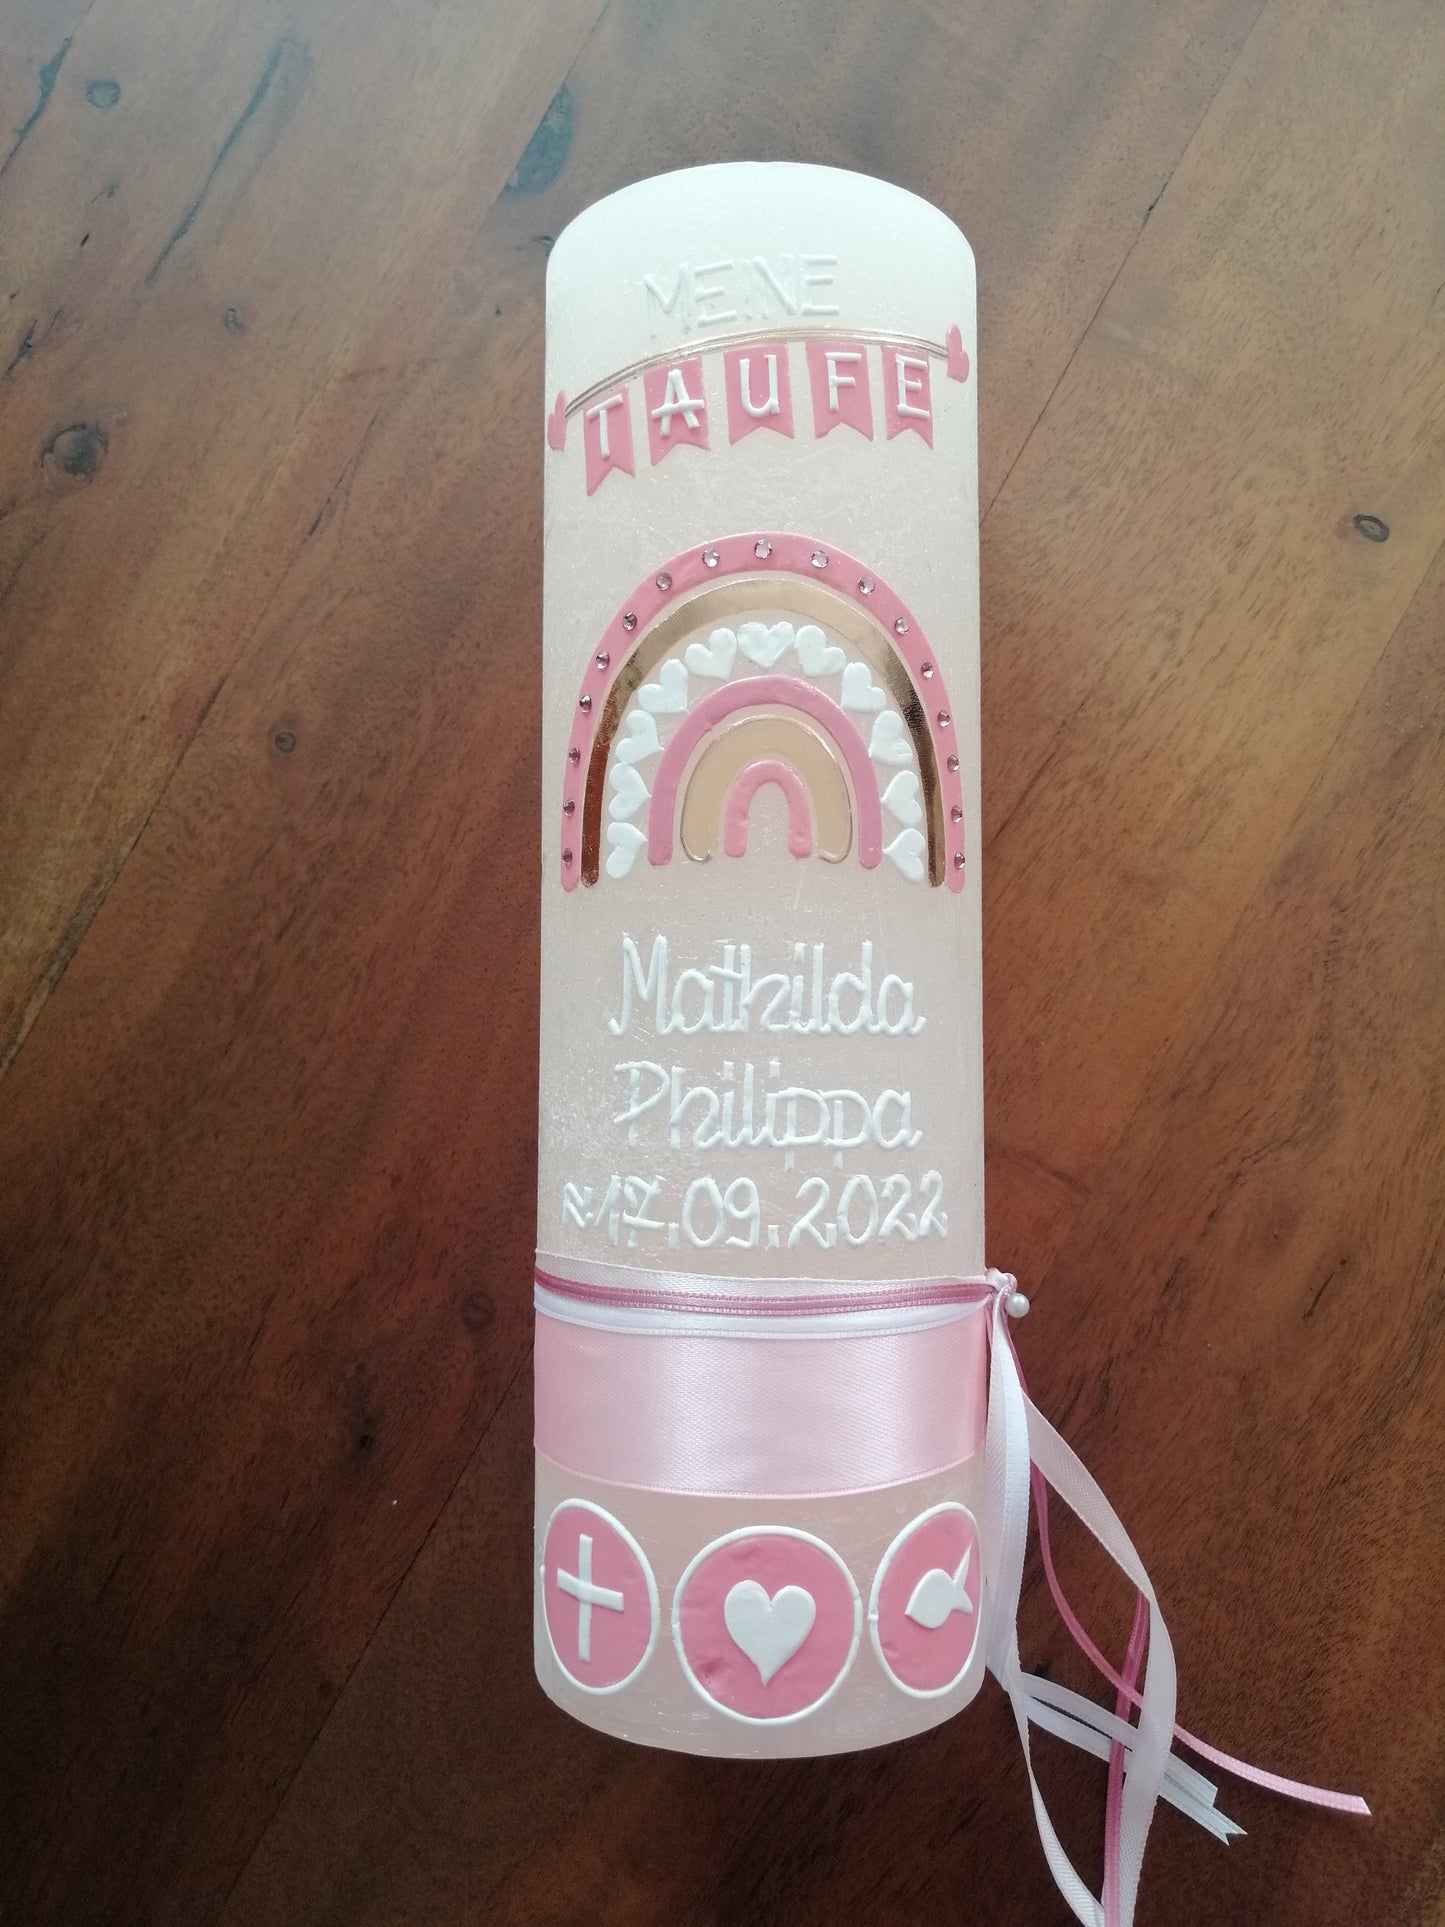 MEINE
TAUFE
Mathilda
Philippa
~17.09.2022